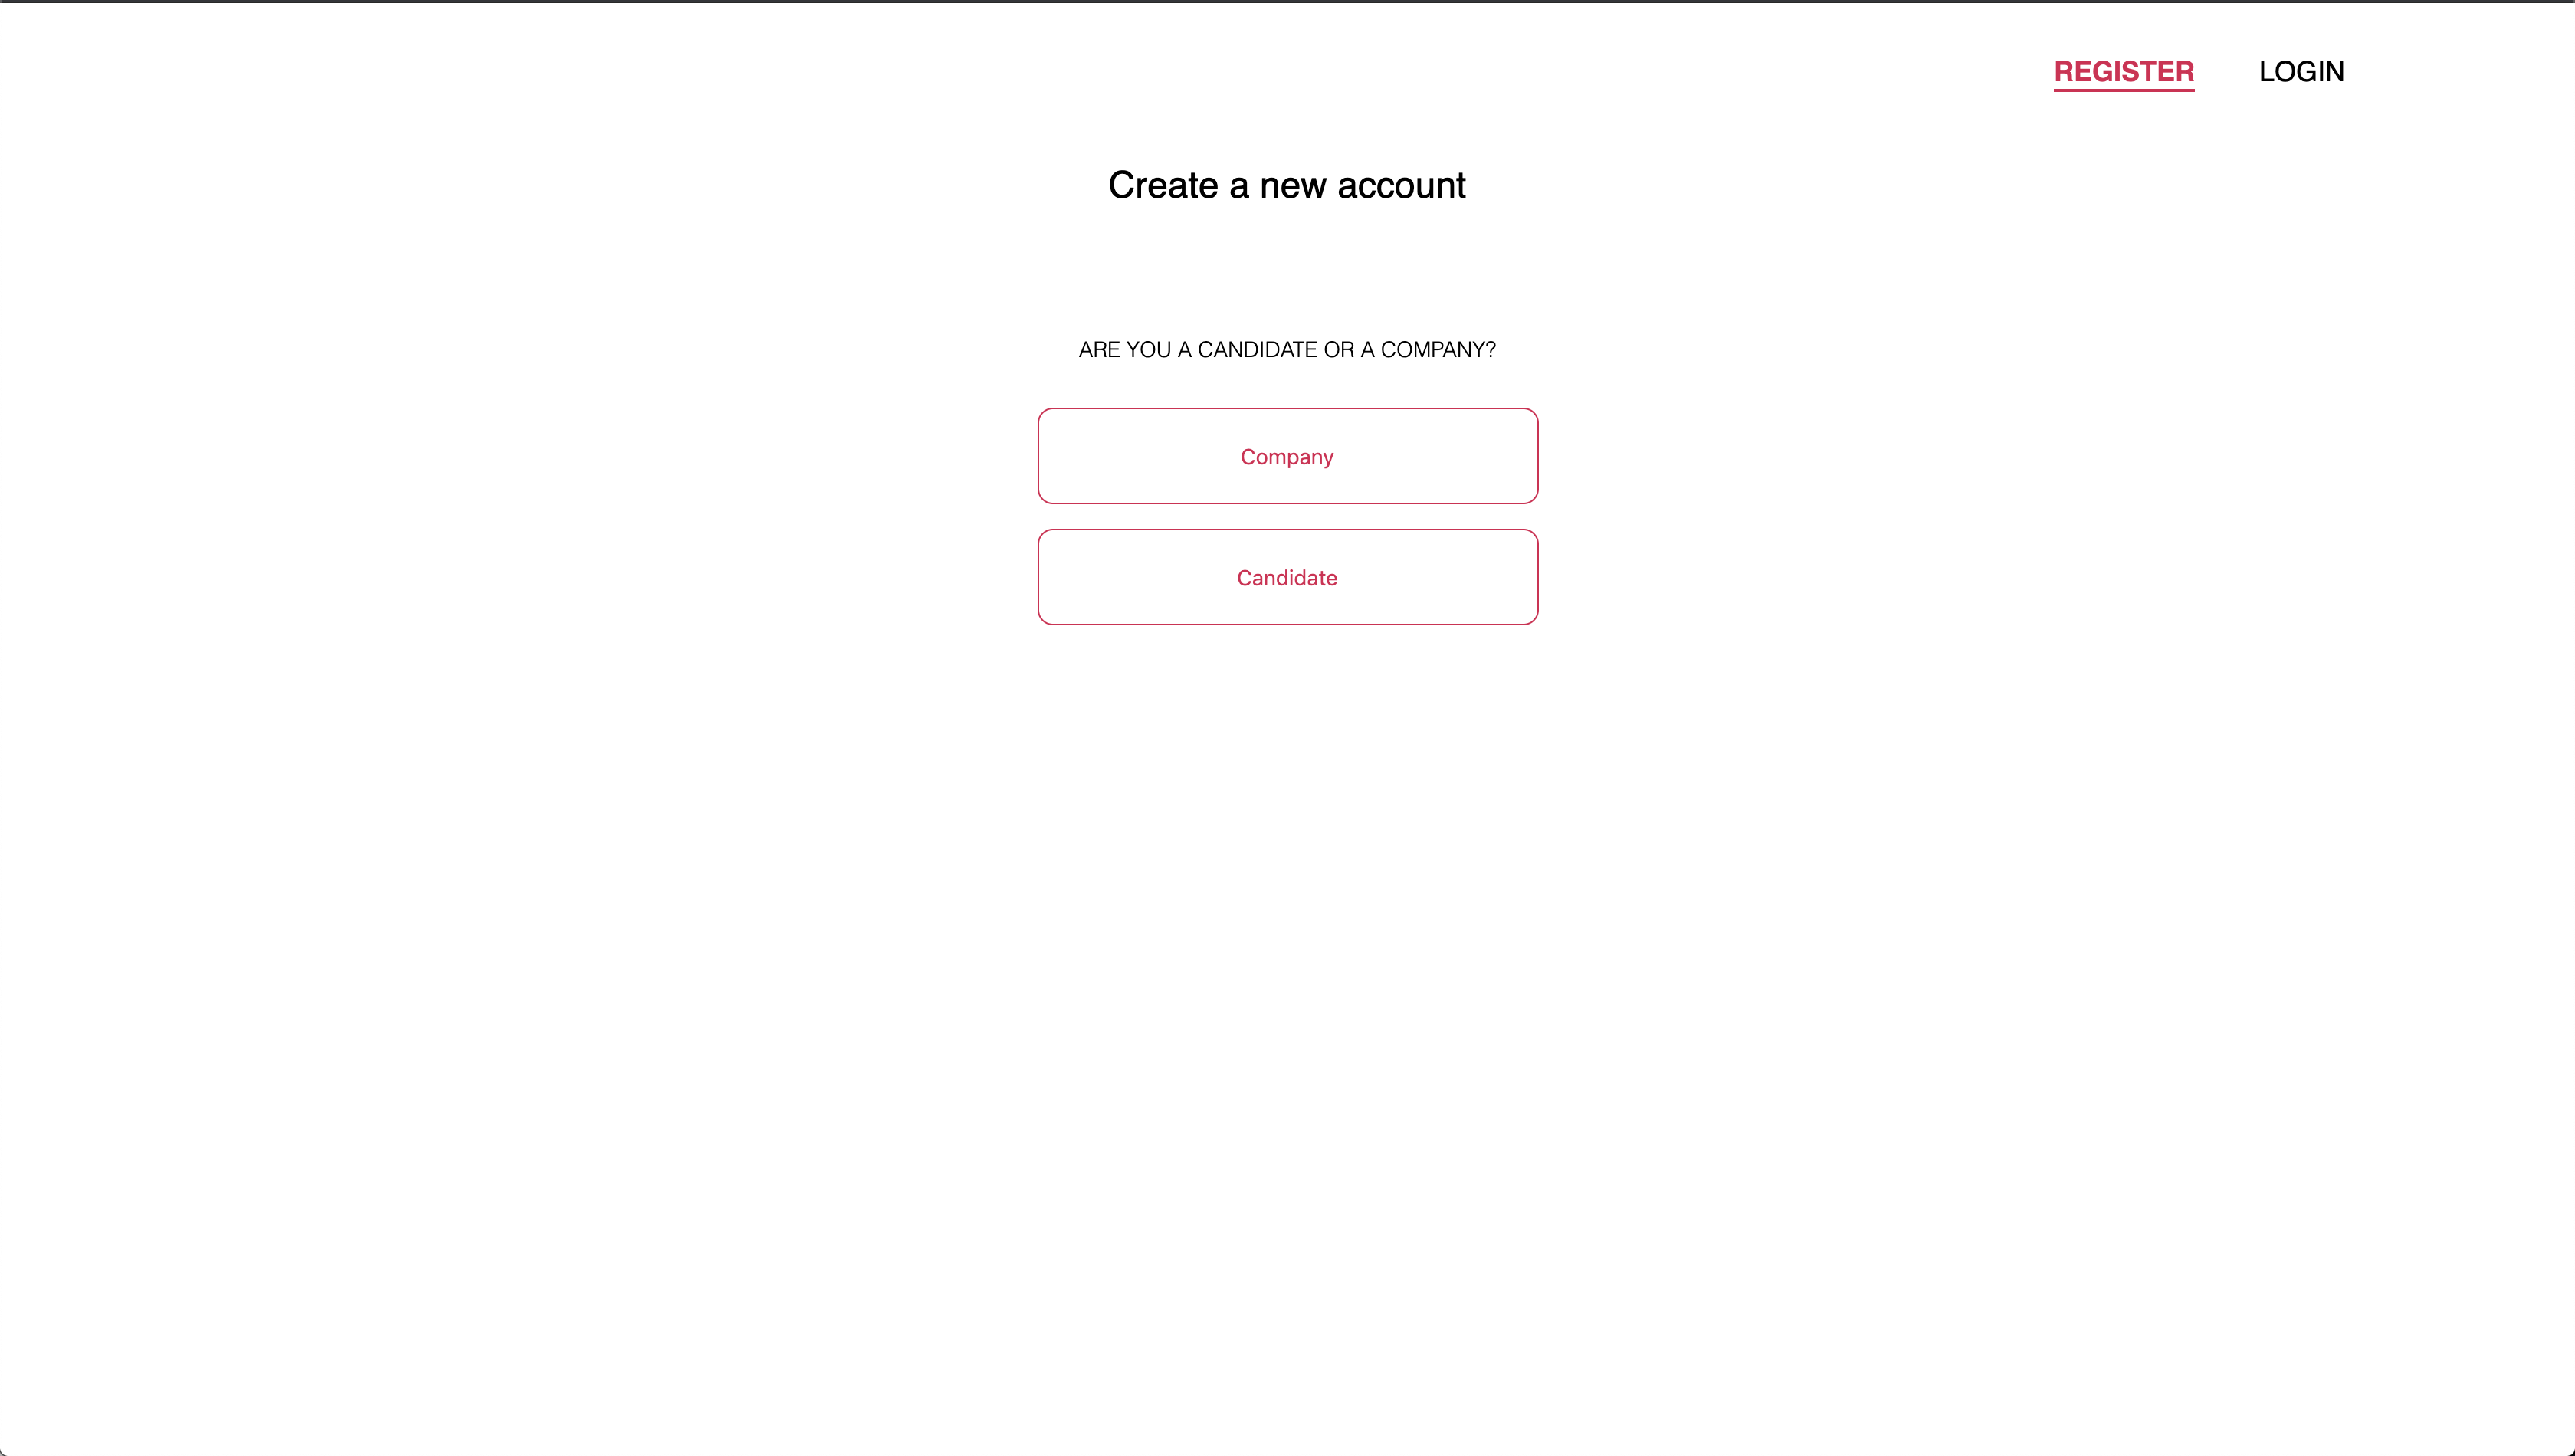 REGISTER LOGIN
Create a new account
ARE YOU A CANDIDATE OR A COMPANY?
Company
Candidate